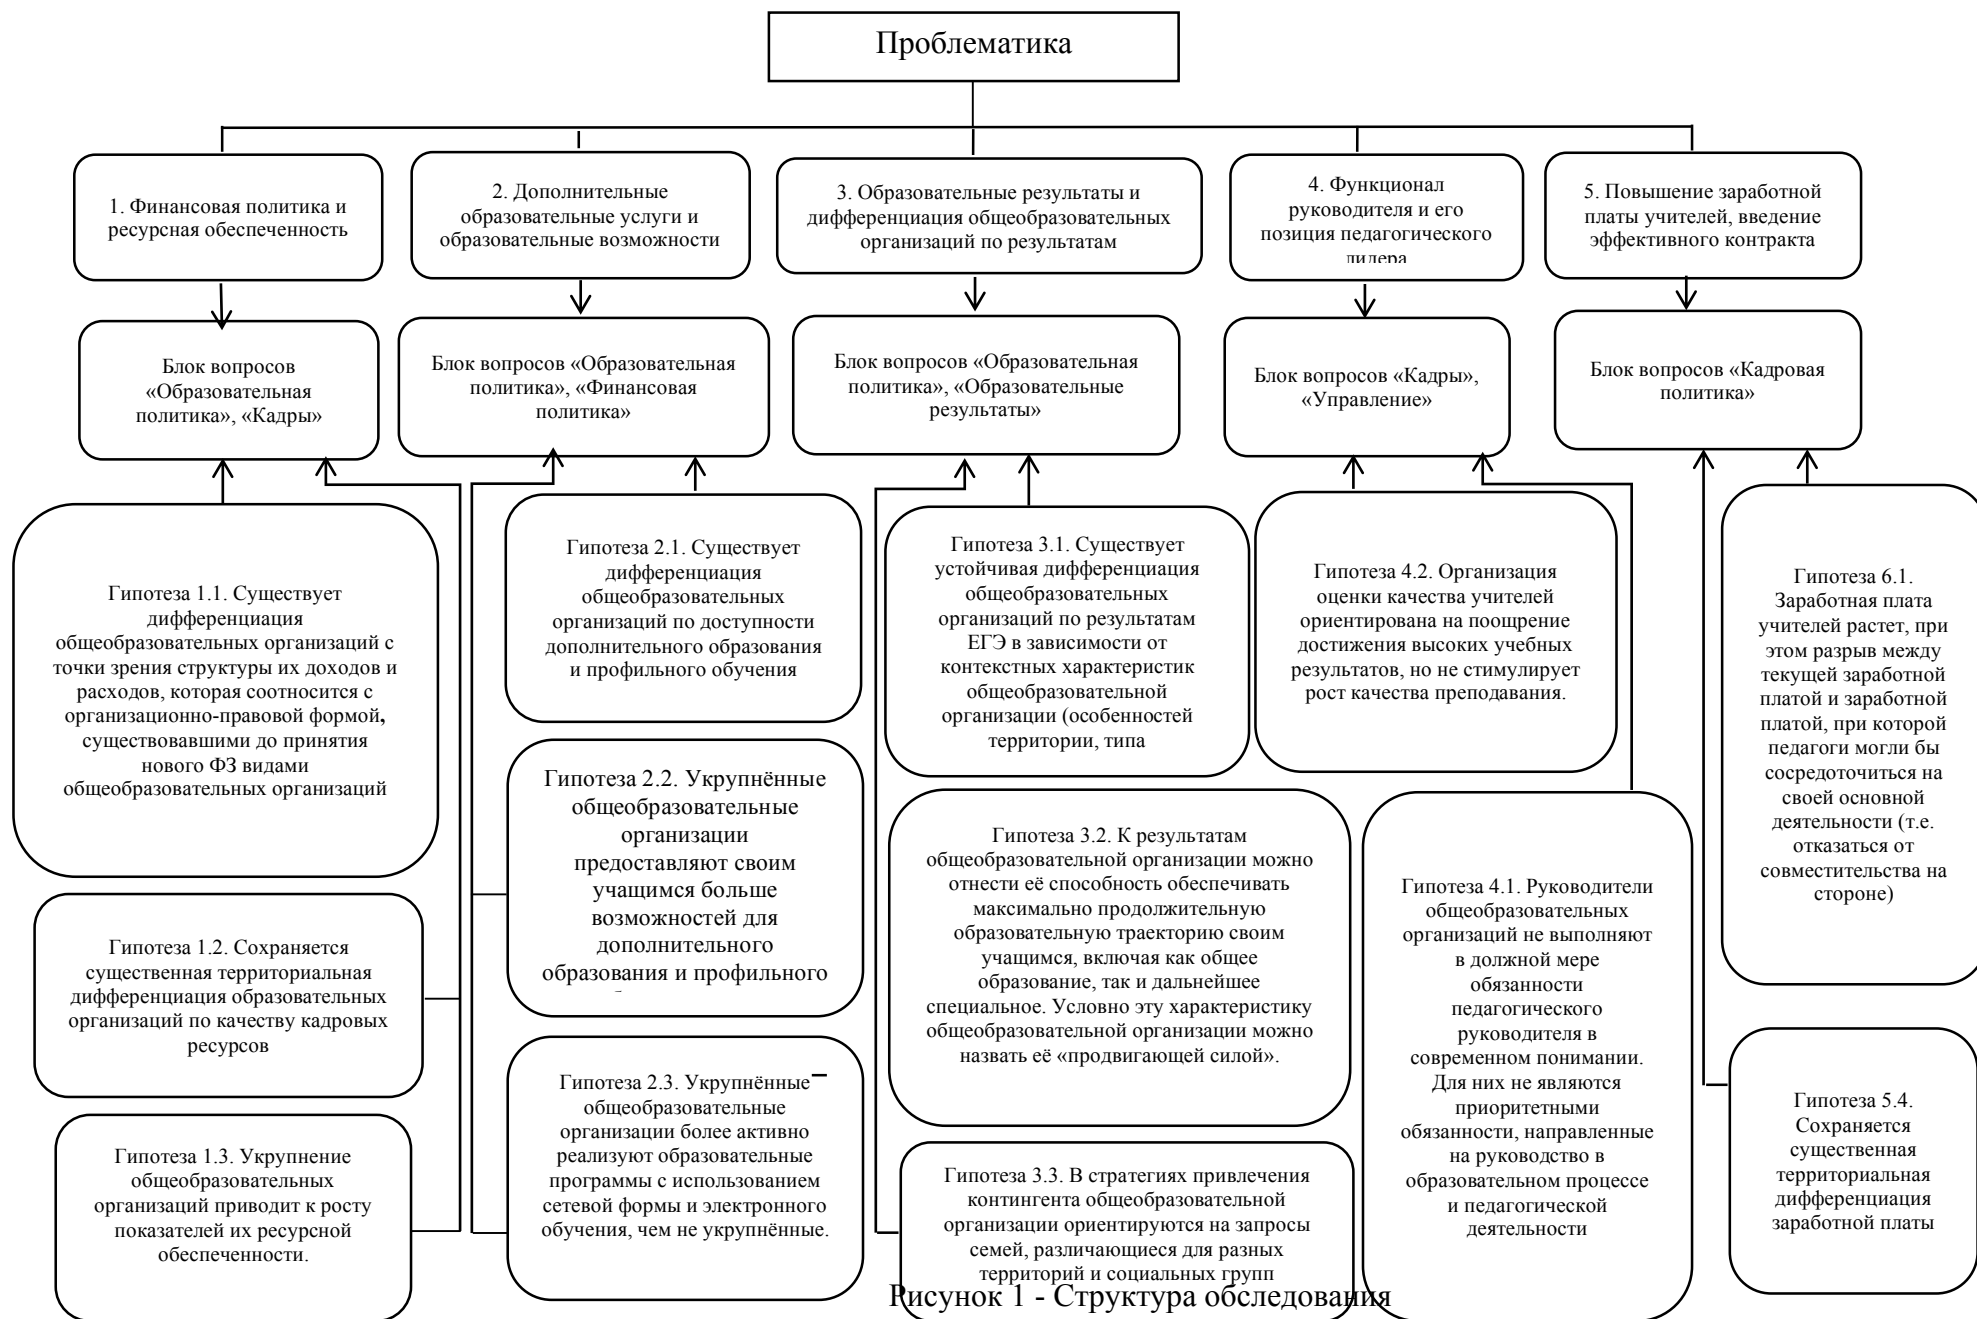 Проблематика
1. Финансовая политика и
ресурсная обеспеченность
2. Дополнительные
образовательные услуги и
образовательные возможности
3. Образовательные результаты и
дифференциация общеобразовательных
организаций по результатам
4. Функционал
руководителя и его
позиция педагогического
лидера
5. Повышение заработной
платы учителей, введение
эффективного контракта
Блок вопросов
«Образовательная
политика», «Кадры»
Блок вопросов «Образовательная
политика», «Финансовая
политика»
Блок вопросов «Образовательная
политика», «Образовательные
результаты»
Блок вопросов «Кадры»,
«Управление»
Блок вопросов «Кадровая
политика»
Гипотеза 1.1. Существует
дифференциация
общеобразовательных организаций с
точки зрения структуры их доходов и
расходов, которая соотносится с
организационно-правовой формой,
существовавшими до принятия
нового ФЗ видами
общеобразовательных организаций
Гипотеза 1.2. Сохраняется
существенная территориальная
дифференциация образовательных
организаций по качеству кадровых
ресурсов
Гипотеза 1.3. Укрупнение
общеобразовательных
организаций приводит к росту
показателей их ресурсной
обеспеченности.
Гипотеза 2.1. Существует
дифференциация
общеобразовательных
организаций по доступности
дополнительного образования
и профильного обучения
Гипотеза 2.2. Укрупнённые
общеобразовательные
организации
предоставляют своим
учащимся больше
возможностей для
дополнительного
образования и профильного
Гипотеза 2.3. Укрупнённые
общеобразовательные
организации более активно
реализуют образовательные
программы с использованием
сетевой формы и электронного
обучения, чем не укрупнённые.
Гипотеза 3.1. Существует
устойчивая дифференциация
общеобразовательных
организаций по результатам
ЕГЭ в зависимости от
контекстных характеристик
общеобразовательной
организации (особенностей
территории, типа
Гипотеза 3.2. К результатам
общеобразовательной организации можно
отнести её способность обеспечивать
максимально продолжительную
образовательную траекторию своим
учащимся, включая как общее
образование, так и дальнейшее
специальное. Условно эту характеристику
общеобразовательной организации можно
назвать её «продвигающей силой».
Гипотеза 3.3. В стратегиях привлечения
контингента общеобразовательной
организации ориентируются на запросы
семей, различающиеся для разных
территорий и социальных групп
Гипотеза 4.2. Организация
оценки качества учителей
ориентирована на поощрение
достижения высоких учебных
результатов, но не стимулирует
рост качества преподавания.
Гипотеза 4.1. Руководители
общеобразовательных
организаций не выполняют
в должной мере
обязанности
педагогического
руководителя в
современном понимании.
Для них не являются
приоритетными
обязанности, направленные
на руководство в
образовательном процессе
и педагогической
деятельности
Гипотеза 6.1.
Заработная плата
учителей растет, при
этом разрыв между
текущей заработной
платой и заработной
платой, при которой
педагоги могли бы
сосредоточиться на
своей основной
деятельности (т.е.
отказаться от
совместительства на
стороне)
Гипотеза 5.4.
Сохраняется
существенная
территориальная
дифференциация
заработной платы
Рисунок 1 - Структура обследования